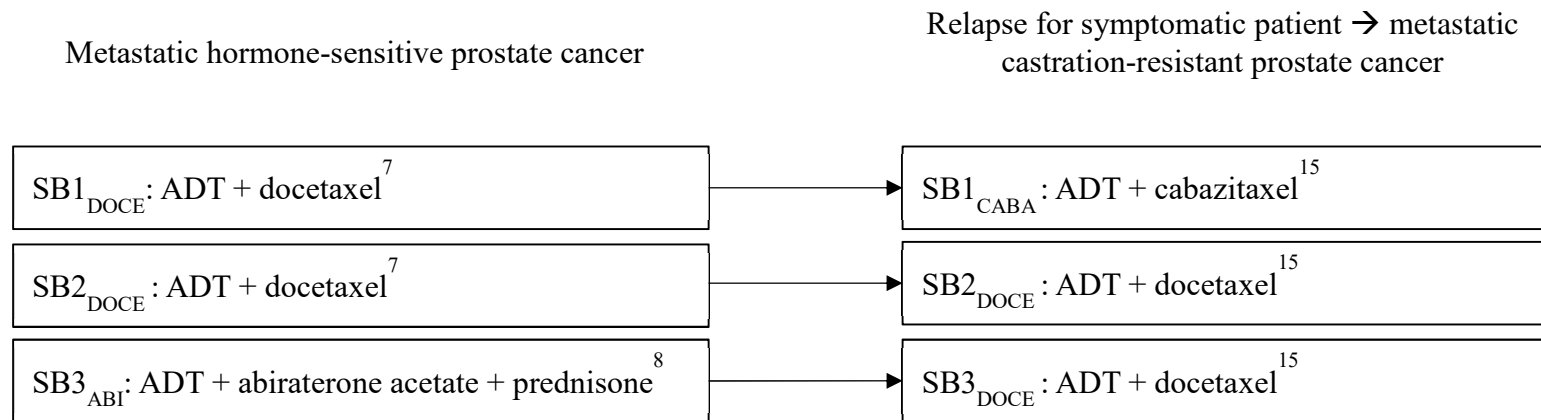 Metastatic hormone-sensitive prostate cancer
Relapse for symptomatic patient → metastatic
castration-resistant prostate cancer
SB1DOCE: ADT + docetaxel7
SB1CABA: ADT + cabazitaxel15
SB2DOCE: ADT + docetaxel7
SB2DOCE: ADT + docetaxel15
SB3ABI: ADT + abiraterone acetate + prednisone8
SB3DOCE: ADT + docetaxel15